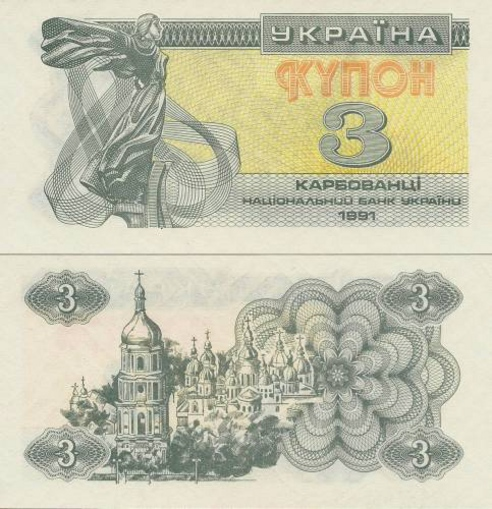 УКРАЇНА
КУПОН
3
КАРБОВАНЦІ
НАЦІОНАЛЬНИЙ БАНК УКРАЇНИ
1991
3 3
3 3